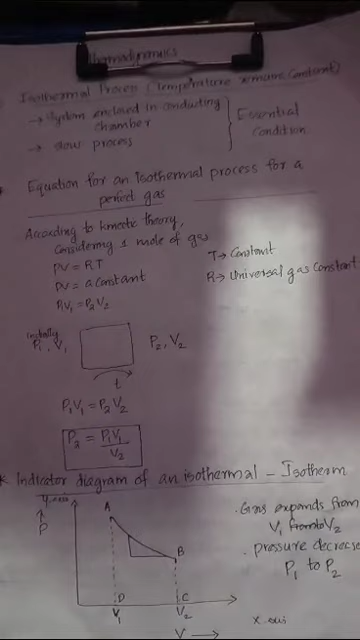 Thermodynamics
Isothermal Process (Temperature remains Constant)
→ System enclosed in conducting
chamber
→ slow process
Essential
Condition
Equation for an isothermal process for a
perfect gas
According to kinetic theory,
Considering 1 mole of gas
PV = RT
PV = a constant
P₁V₁ = P₂V₂
T → Constant
R → Universal gas constant
initially
P₁, V₁
P₂, V₂
t
P₁V₁ = P₂V₂
P₂ = P₁V₁
V₂
Indicator diagram of an isothermal - Isotherm
y-axis
P
A
B
D
C
V₁
V₂
V →
x-axis
Gas expands from
V₁ to V₂
pressure decrease
P₁ to P₂